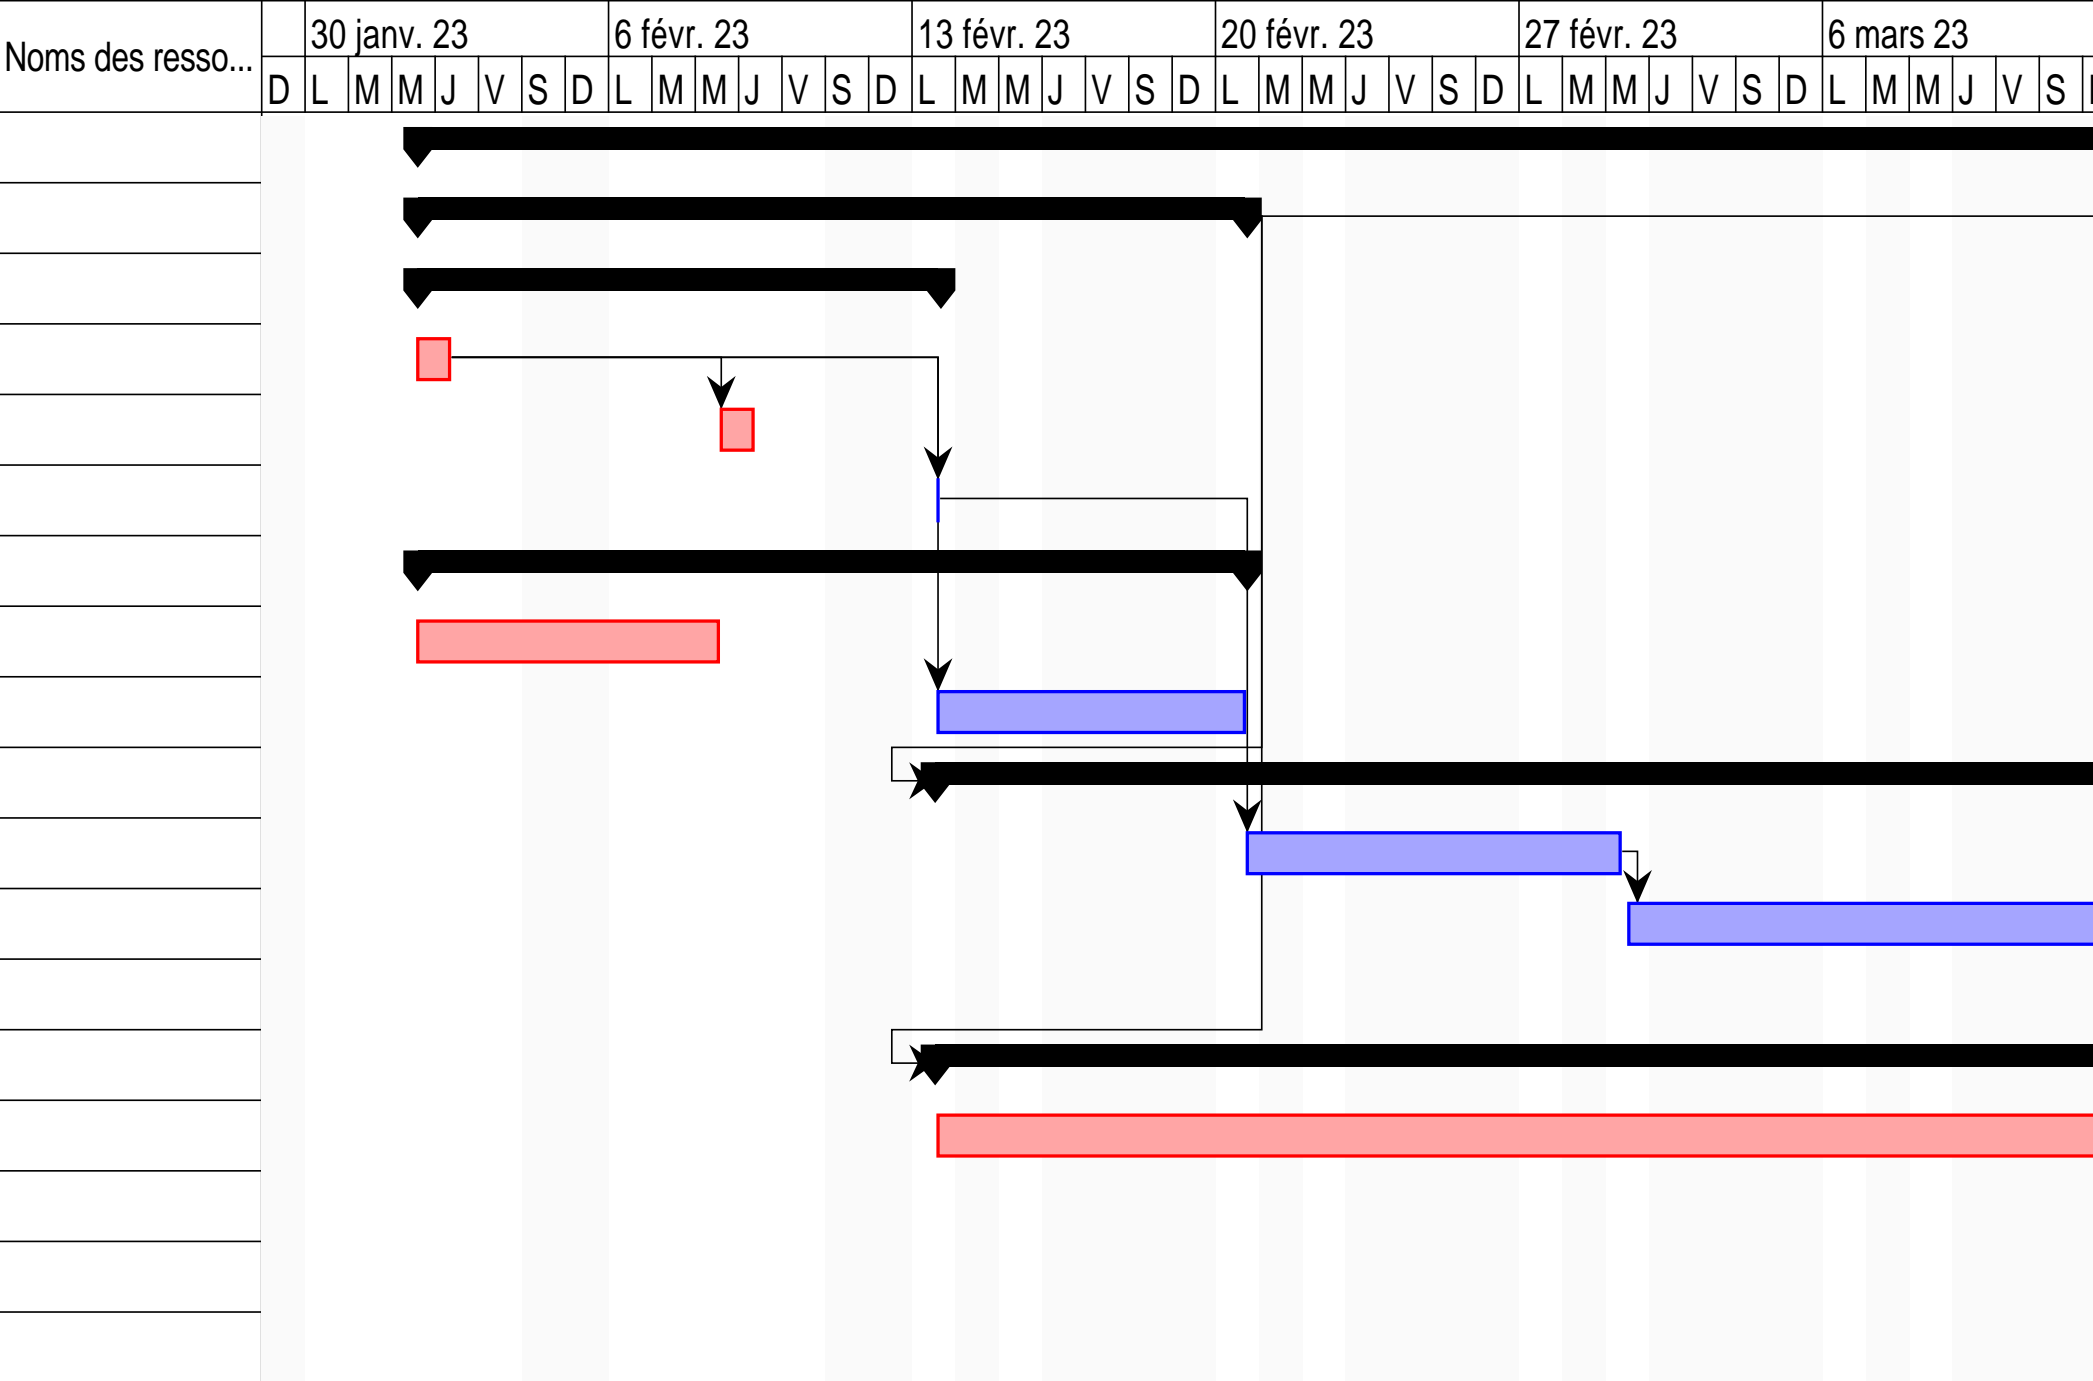 Noms des resso...
30 janv. 23 6 févr. 23 13 févr. 23 20 févr. 23 27 févr. 23 6 mars 23
D L M M J V S D L M M J V S D L M M J V S D L M M J V S D L M M J V S D L M M J V S